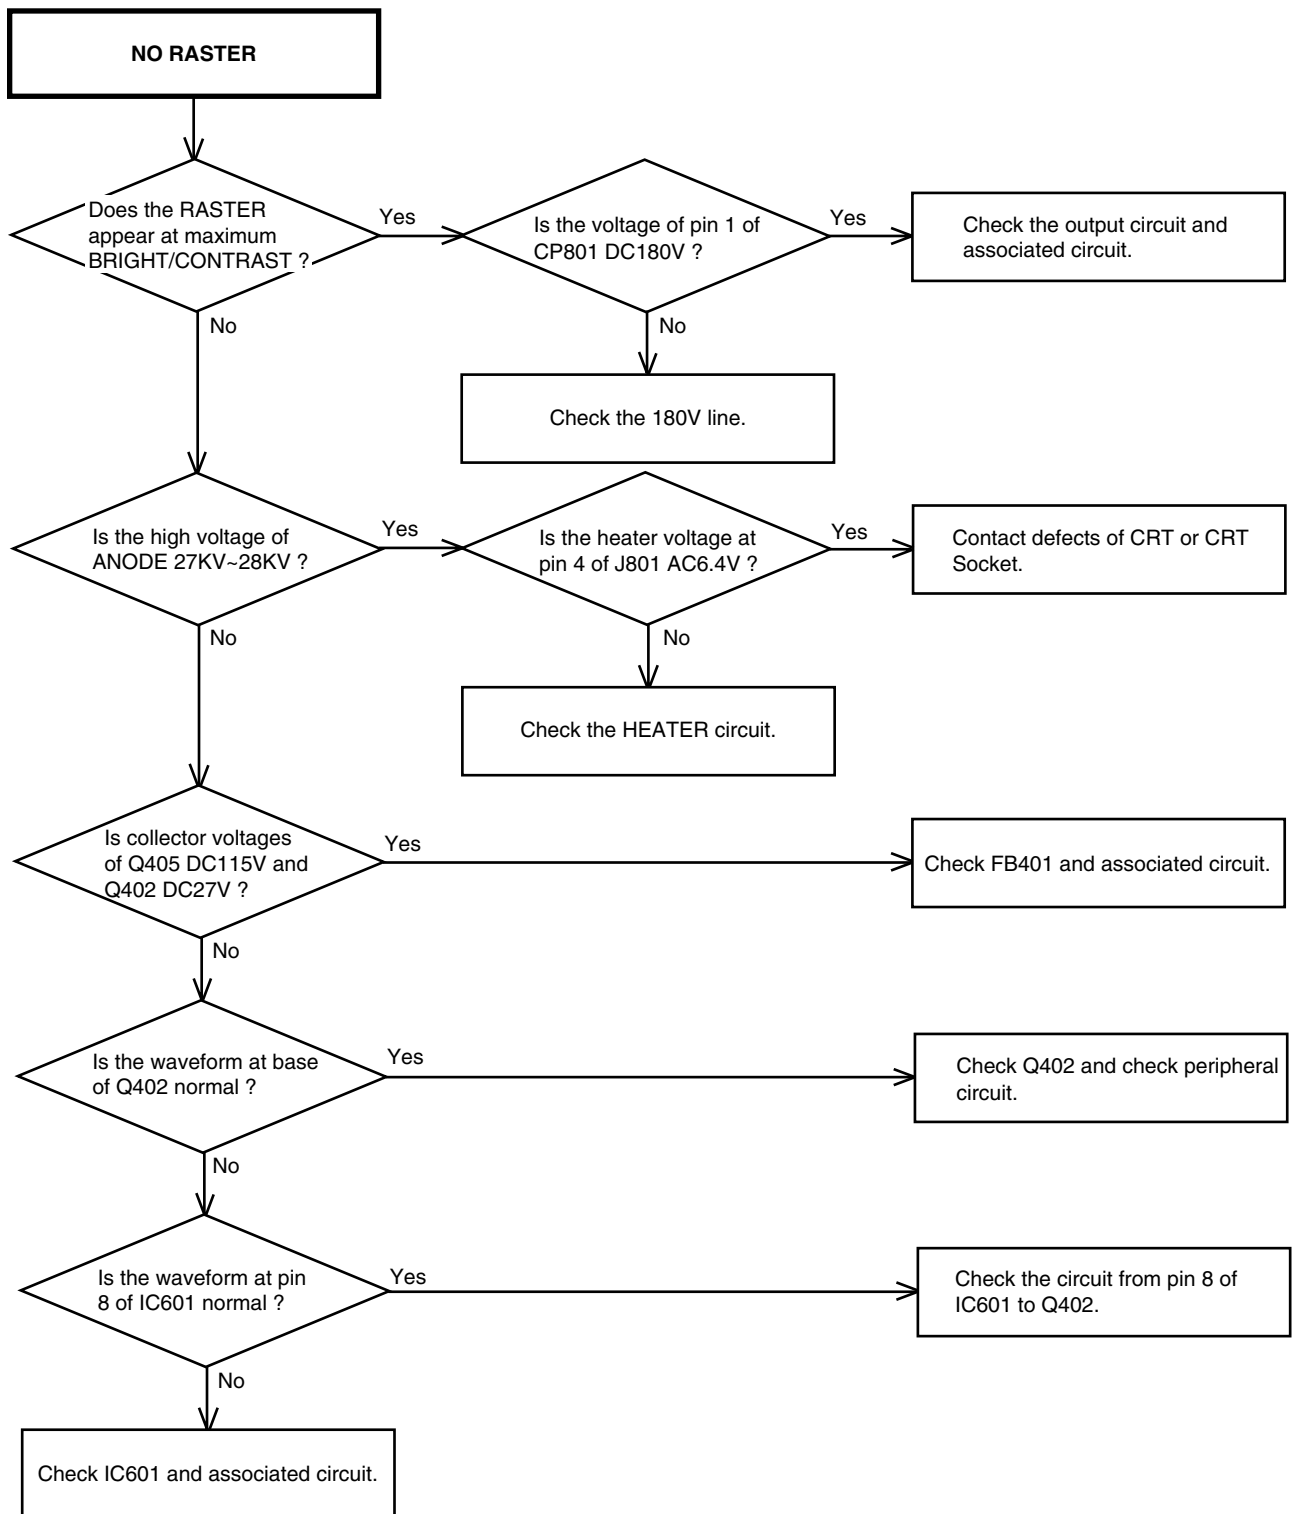 NO RASTER
Does the RASTER
appear at maximum
BRIGHT/CONTRAST ?
Yes
Is the voltage of pin 1 of
CP801 DC180V ?
Yes
Check the output circuit and
associated circuit.
No
No
Check the 180V line.
Is the high voltage of
ANODE 27KV~28KV ?
Yes
Is the heater voltage at
pin 4 of J801 AC6.4V ?
Yes
Contact defects of CRT or CRT
Socket.
No
No
Check the HEATER circuit.
Is collector voltages
of Q405 DC115V and
Q402 DC27V ?
Yes
Check FB401 and associated circuit.
No
Is the waveform at base
of Q402 normal ?
Yes
Check Q402 and check peripheral
circuit.
No
Is the waveform at pin
8 of IC601 normal ?
Yes
Check the circuit from pin 8 of
IC601 to Q402.
No
Check IC601 and associated circuit.